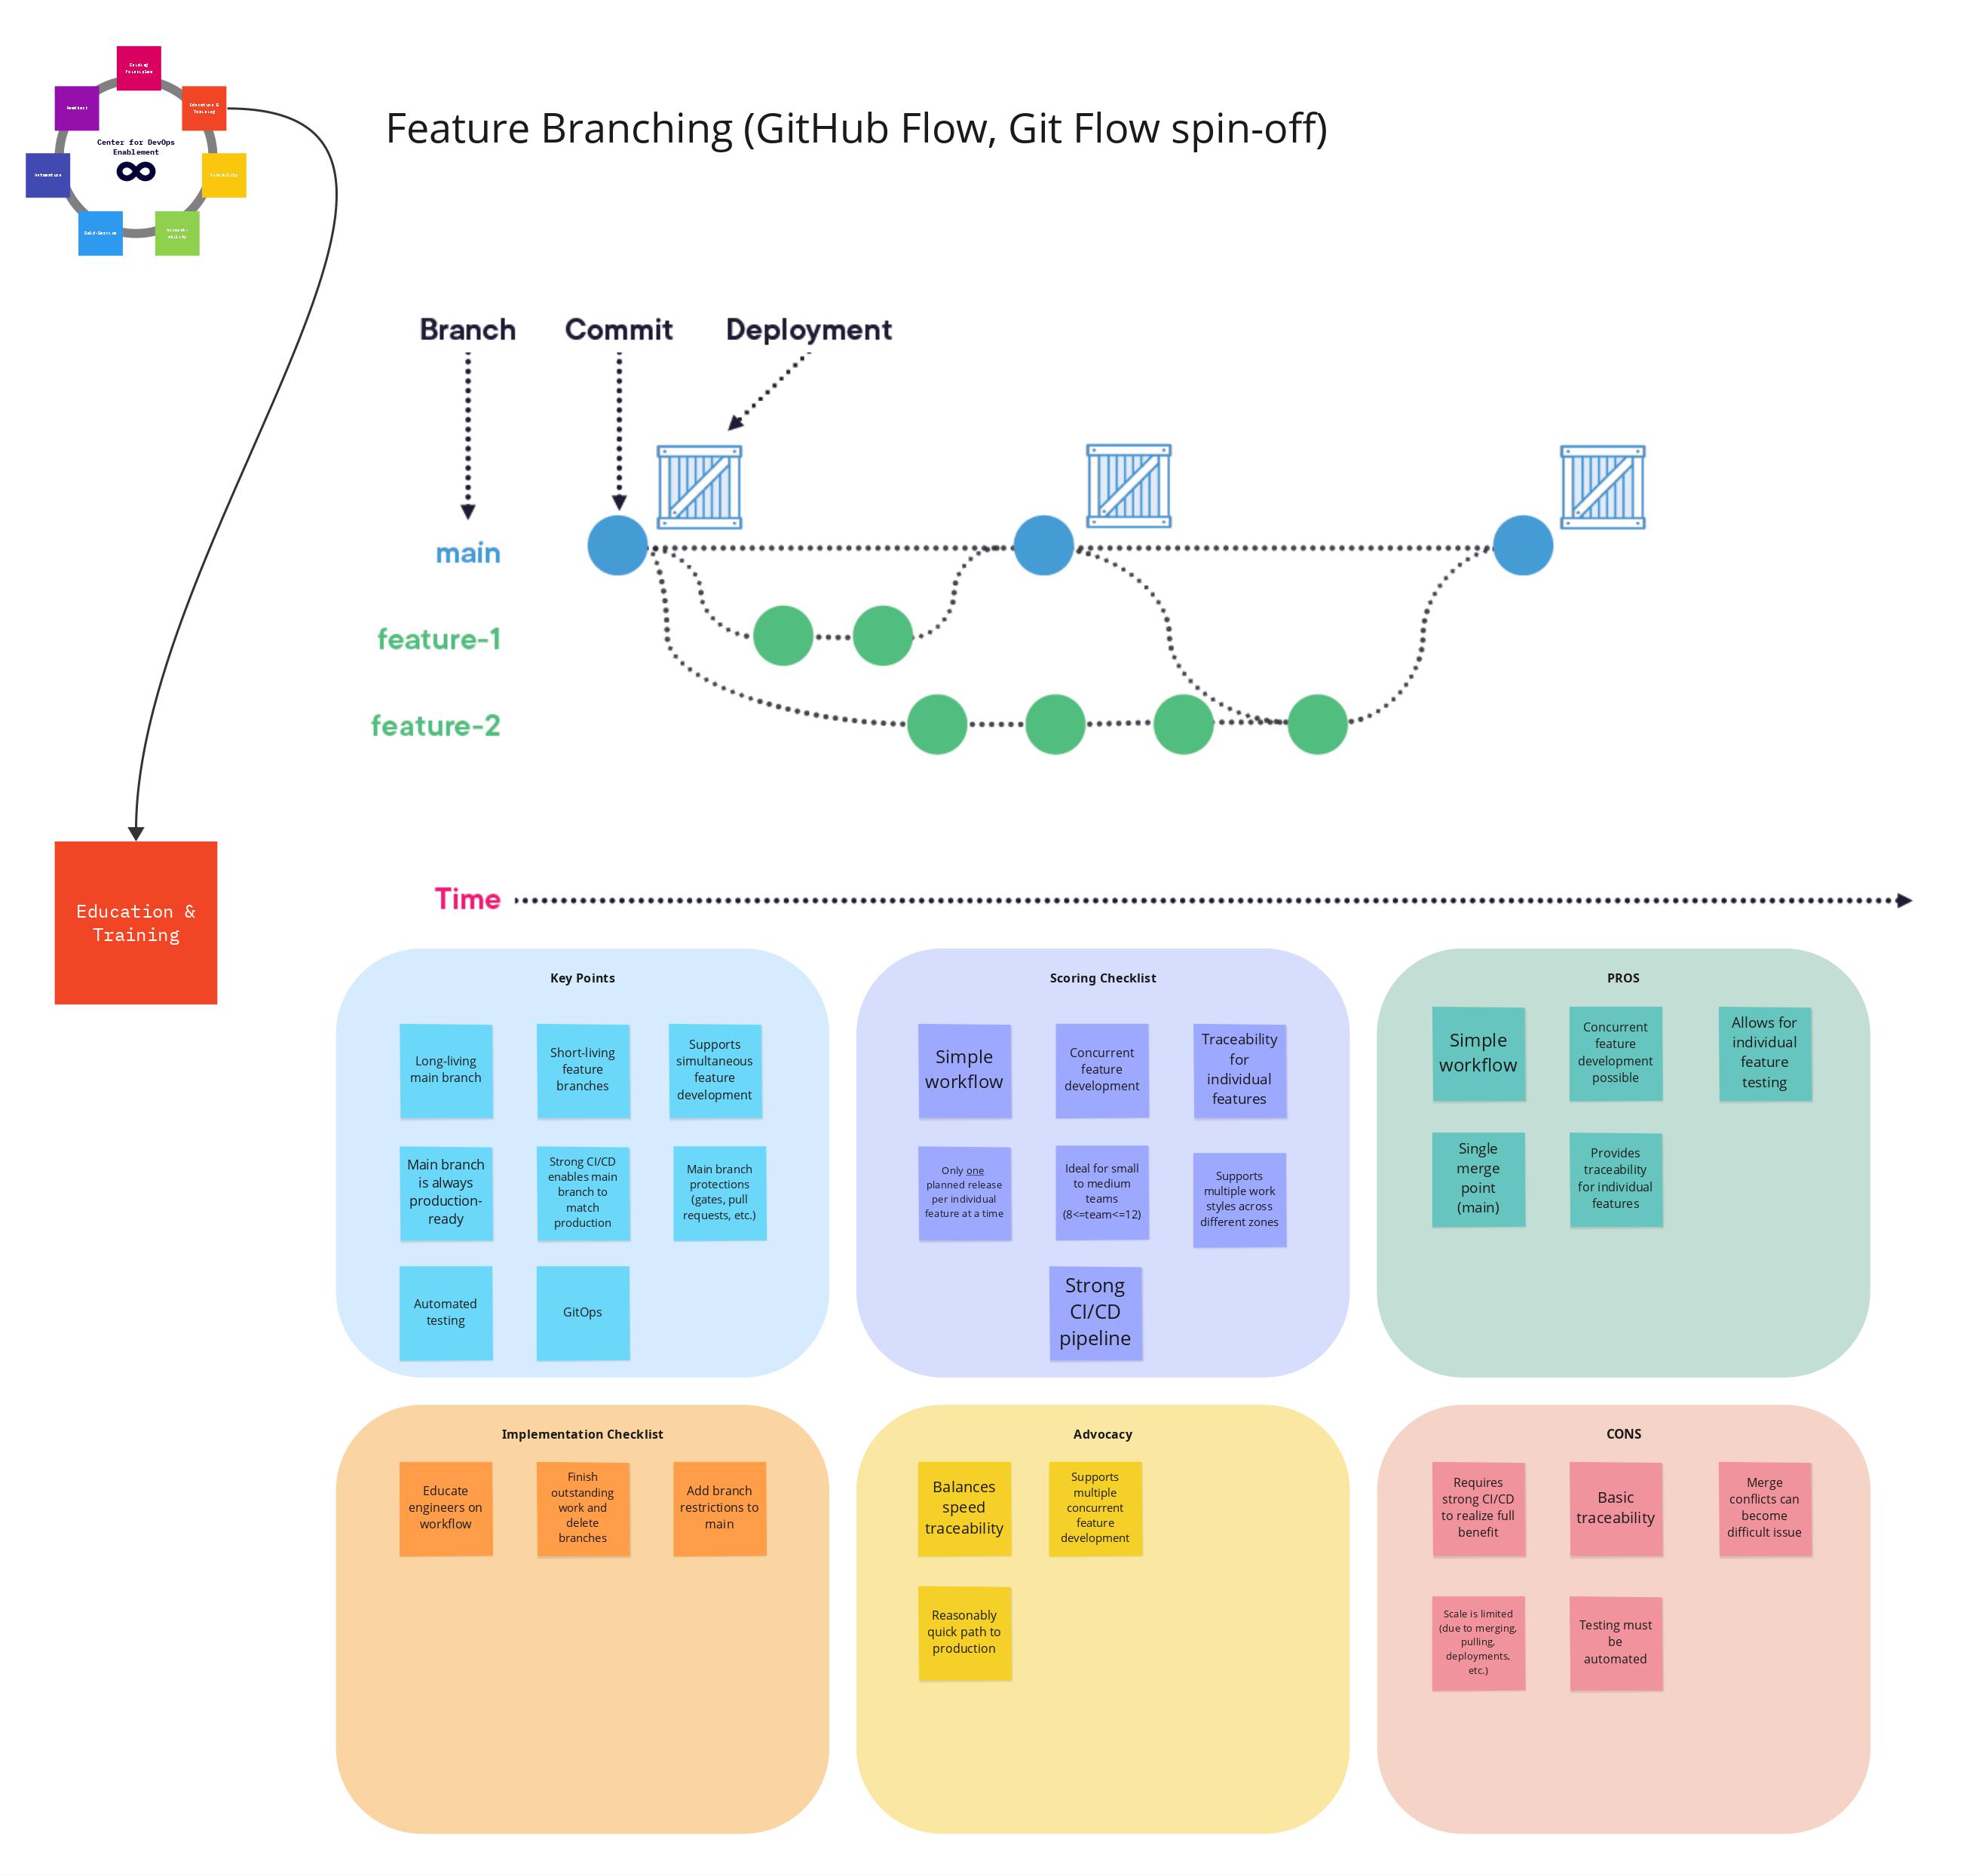 Education &
Training
Center for DevOps
Enablement
Feature Branching (GitHub Flow, Git Flow spin-off)
Branch
Commit
Deployment
main
feature-1
feature-2
Education &
Training
Time
Key Points
Long-living
main branch
Short-living
feature
branches
Supports
simultaneous
feature
development
Main branch
is always
production-
ready
Strong CI/CD
enables main
branch to
match
production
Main branch
protections
(gates, pull
requests, etc.)
Automated
testing
GitOps
Scoring Checklist
Simple
workflow
Concurrent
feature
development
Traceability
for
individual
features
Only one
planned release
per individual
feature at a time
Ideal for small
to medium
teams
(8<=team<=12)
Supports
multiple work
styles across
different zones
Strong
CI/CD
pipeline
PROS
Simple
workflow
Concurrent
feature
development
possible
Allows for
individual
feature
testing
Single
merge
point
(main)
Provides
traceability
for individual
features
Implementation Checklist
Educate
engineers on
workflow
Finish
outstanding
work and
delete
branches
Add branch
restrictions to
main
Advocacy
Balances
speed
traceability
Supports
multiple
concurrent
feature
development
Reasonably
quick path to
production
CONS
Requires
strong CI/CD
to realize full
benefit
Basic
traceability
Merge
conflicts can
become
difficult issue
Scale is limited
(due to merging,
pulling,
deployments,
etc.)
Testing must
be
automated